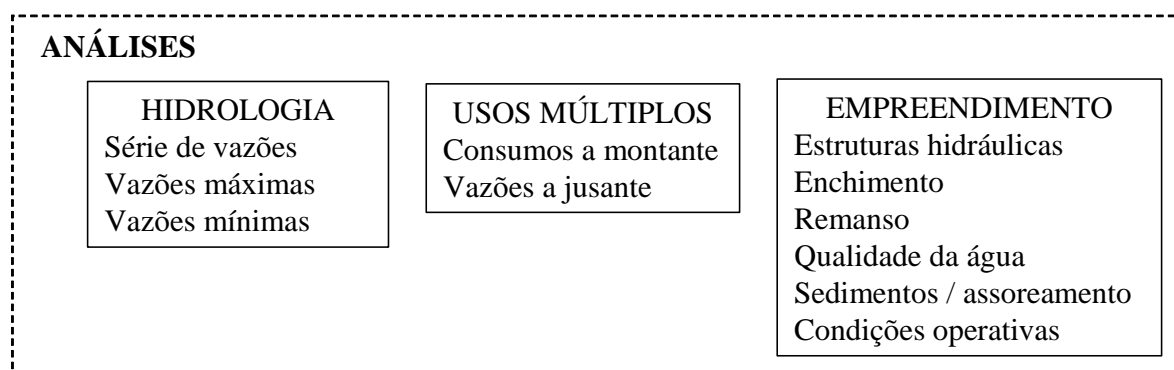 ANÁLISES
HIDROLOGIA
Série de vazões
Vazões máximas
Vazões mínimas
USOS MÚLTIPLOS
Consumos a montante
Vazões a jusante
EMPREENDIMENTO
Estruturas hidráulicas
Enchimento
Remanso
Qualidade da água
Sedimentos / assoreamento
Condições operativas